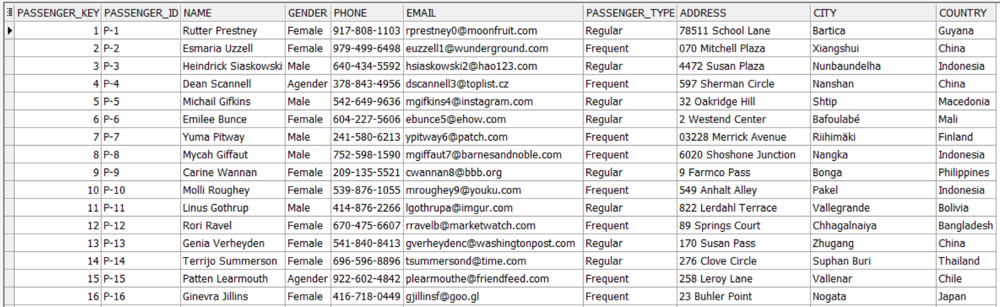 PASSENGER_KEY PASSENGER_ID NAME GENDER PHONE EMAIL PASSENGER_TYPE ADDRESS CITY COUNTRY
1 P-1 Rutter Prestney Female 917-808-1103 rprestney0@moonfruit.com Regular 78511 School Lane Bartica Guyana
2 P-2 Esmaria Uzzell Female 979-499-6498 euzzell1@wunderground.com Frequent 070 Mitchell Plaza Xiangshui China
3 P-3 Heindrick Siaskowski Male 640-434-5592 hsiaskowski2@hao123.com Regular 4472 Susan Plaza Nunbaundelha Indonesia
4 P-4 Dean Scannell Agender 378-843-4956 dscannell3@toplist.cz Frequent 597 Sherman Circle Nanshan China
5 P-5 Michail Gifkins Male 542-649-9636 mgifkins4@instagram.com Regular 32 Oakridge Hill Shtip Macedonia
6 P-6 Emilee Bunce Female 604-227-5606 ebunce5@ehow.com Regular 2 Westend Center Bafoulabé Mali
7 P-7 Yuma Pitway Male 241-580-6213 ypitway6@patch.com Frequent 03228 Merrick Avenue Riihimäki Finland
8 P-8 Mycah Giffaut Male 752-598-1590 mgiffaut7@barnesandnoble.com Frequent 6020 Shoshone Junction Nangka Indonesia
9 P-9 Carine Wannan Female 209-135-5521 cwannan8@bbb.org Regular 9 Farmco Pass Bonga Philippines
10 P-10 Molli Roughey Female 539-876-1055 mroughey9@youku.com Frequent 549 Anhalt Alley Pakel Indonesia
11 P-11 Linus Gothrup Male 414-876-2266 lgothrupa@imgur.com Regular 822 Lerdahl Terrace Vallegrande Bolivia
12 P-12 Rori Ravel Female 670-475-6607 rravelb@marketwatch.com Frequent 89 Springs Court Chhagalnaiya Bangladesh
13 P-13 Genia Verheyden Female 541-840-8413 gverheydenc@washingtonpost.com Regular 170 Susan Pass Zhugang China
14 P-14 Terrijo Summerson Female 696-596-8896 tsummersond@time.com Regular 276 Clove Circle Suphan Buri Thailand
15 P-15 Patten Learmouth Agender 922-602-4842 plearmouthe@friendfeed.com Frequent 258 Leroy Lane Vallenar Chile
16 P-16 Ginevra Jillins Female 416-718-0449 gjillinsf@goo.gl Frequent 23 Buhler Point Nogata Japan